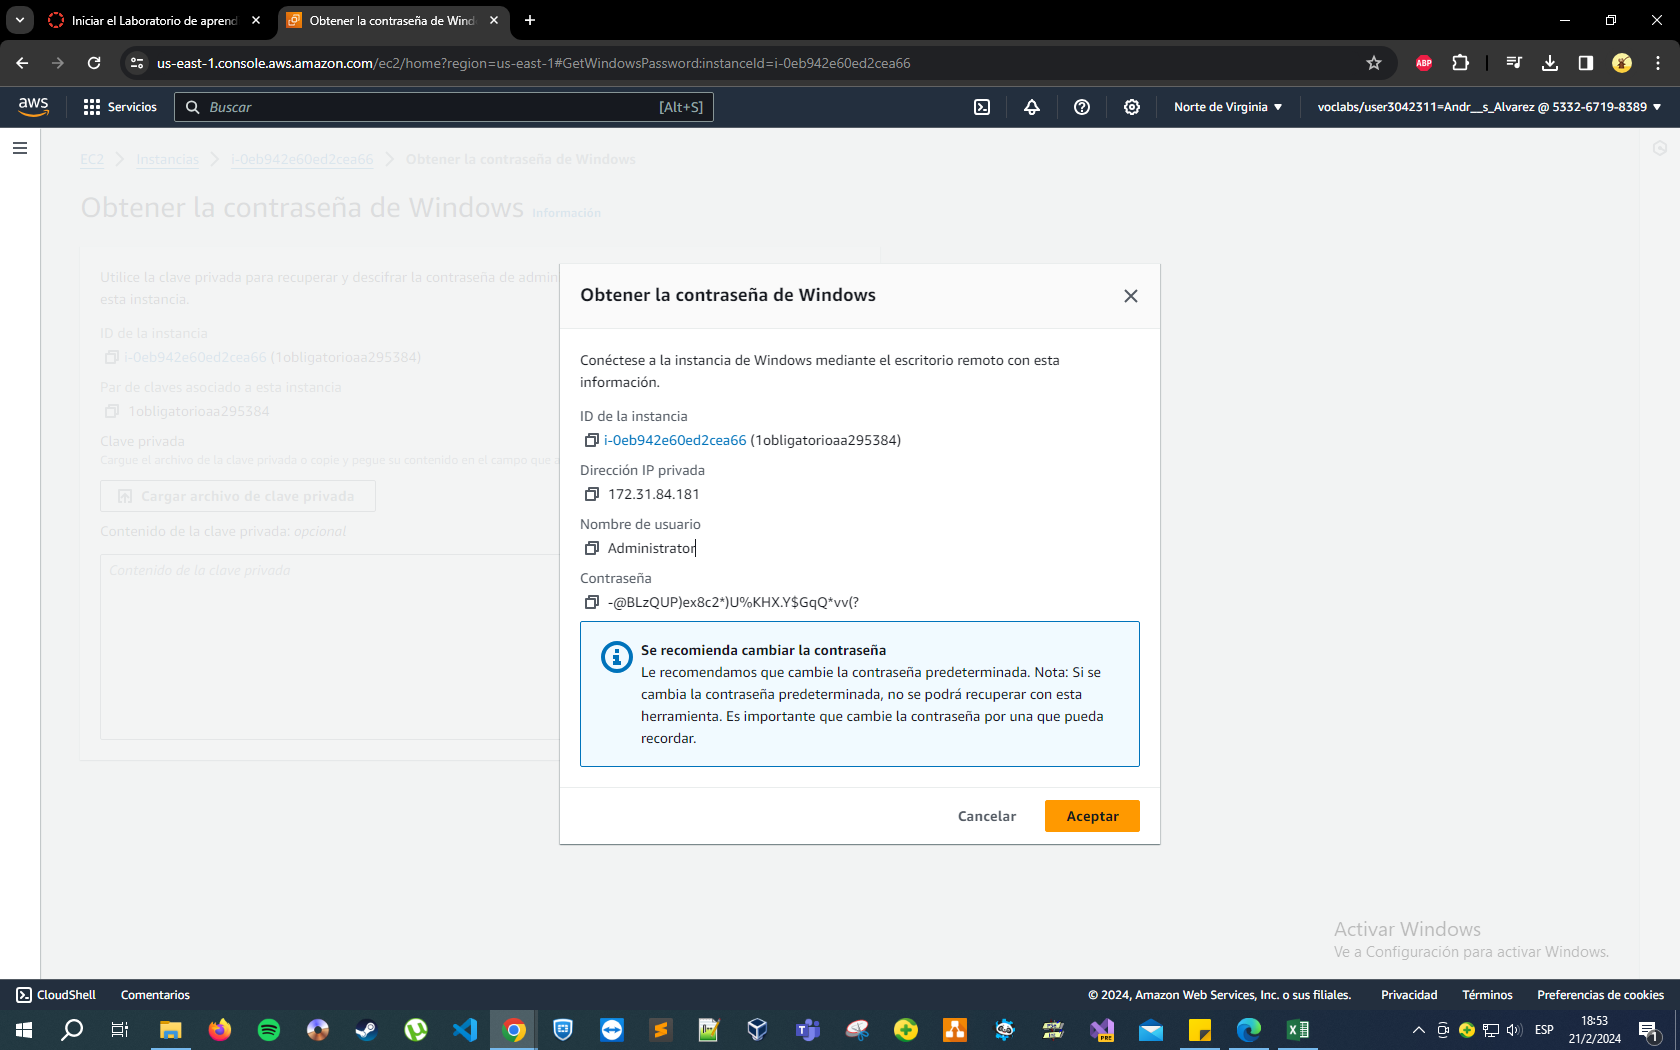 Iniciar el Laboratorio de aprend
Obtener la contraseña de Wind
us-east-1.console.aws.amazon.com/ec2/home?region=us-east-1#GetWindowsPassword:instanceId=i-0eb942e60ed2cea66
ABP
aws
Servicios
Buscar
[Alt+S]
Norte de Virginia
voclabs/user3042311=Andr__s_Alvarez @ 5332-6719-8389
EC2
Instancias
i-0eb942e60ed2cea66
Obtener la contraseña de Windows
Obtener la contraseña de Windows Información
Utilice la clave privada para recuperar y descifrar la contraseña de admin
esta instancia.
ID de la instancia
i-0eb942e60ed2cea66 (1obligatorioaa295384)
Par de claves asociado a esta instancia
1obligatorioaa295384
Clave privada
Cargue el archivo de la clave privada o copie y pegue su contenido en el campo que a
Cargar archivo de clave privada
Contenido de la clave privada: opcional
Contenido de la clave privada
Obtener la contraseña de Windows
Conéctese a la instancia de Windows mediante el escritorio remoto con esta
información.
ID de la instancia
i-0eb942e60ed2cea66 (1obligatorioaa295384)
Dirección IP privada
172.31.84.181
Nombre de usuario
Administrator
Contraseña
-@BLzQUP)ex8c2*)U%KHX.Y$GqQ*vv(?
Se recomienda cambiar la contraseña
Le recomendamos que cambie la contraseña predeterminada. Nota: Si se
cambia la contraseña predeterminada, no se podrá recuperar con esta
herramienta. Es importante que cambie la contraseña por una que pueda
recordar.
Cancelar
Aceptar
Activar Windows
Ve a Configuración para activar Windows.
CloudShell
Comentarios
© 2024, Amazon Web Services, Inc. o sus filiales.
Privacidad
Términos
Preferencias de cookies
PRE
ESP
18:53
21/2/2024
1